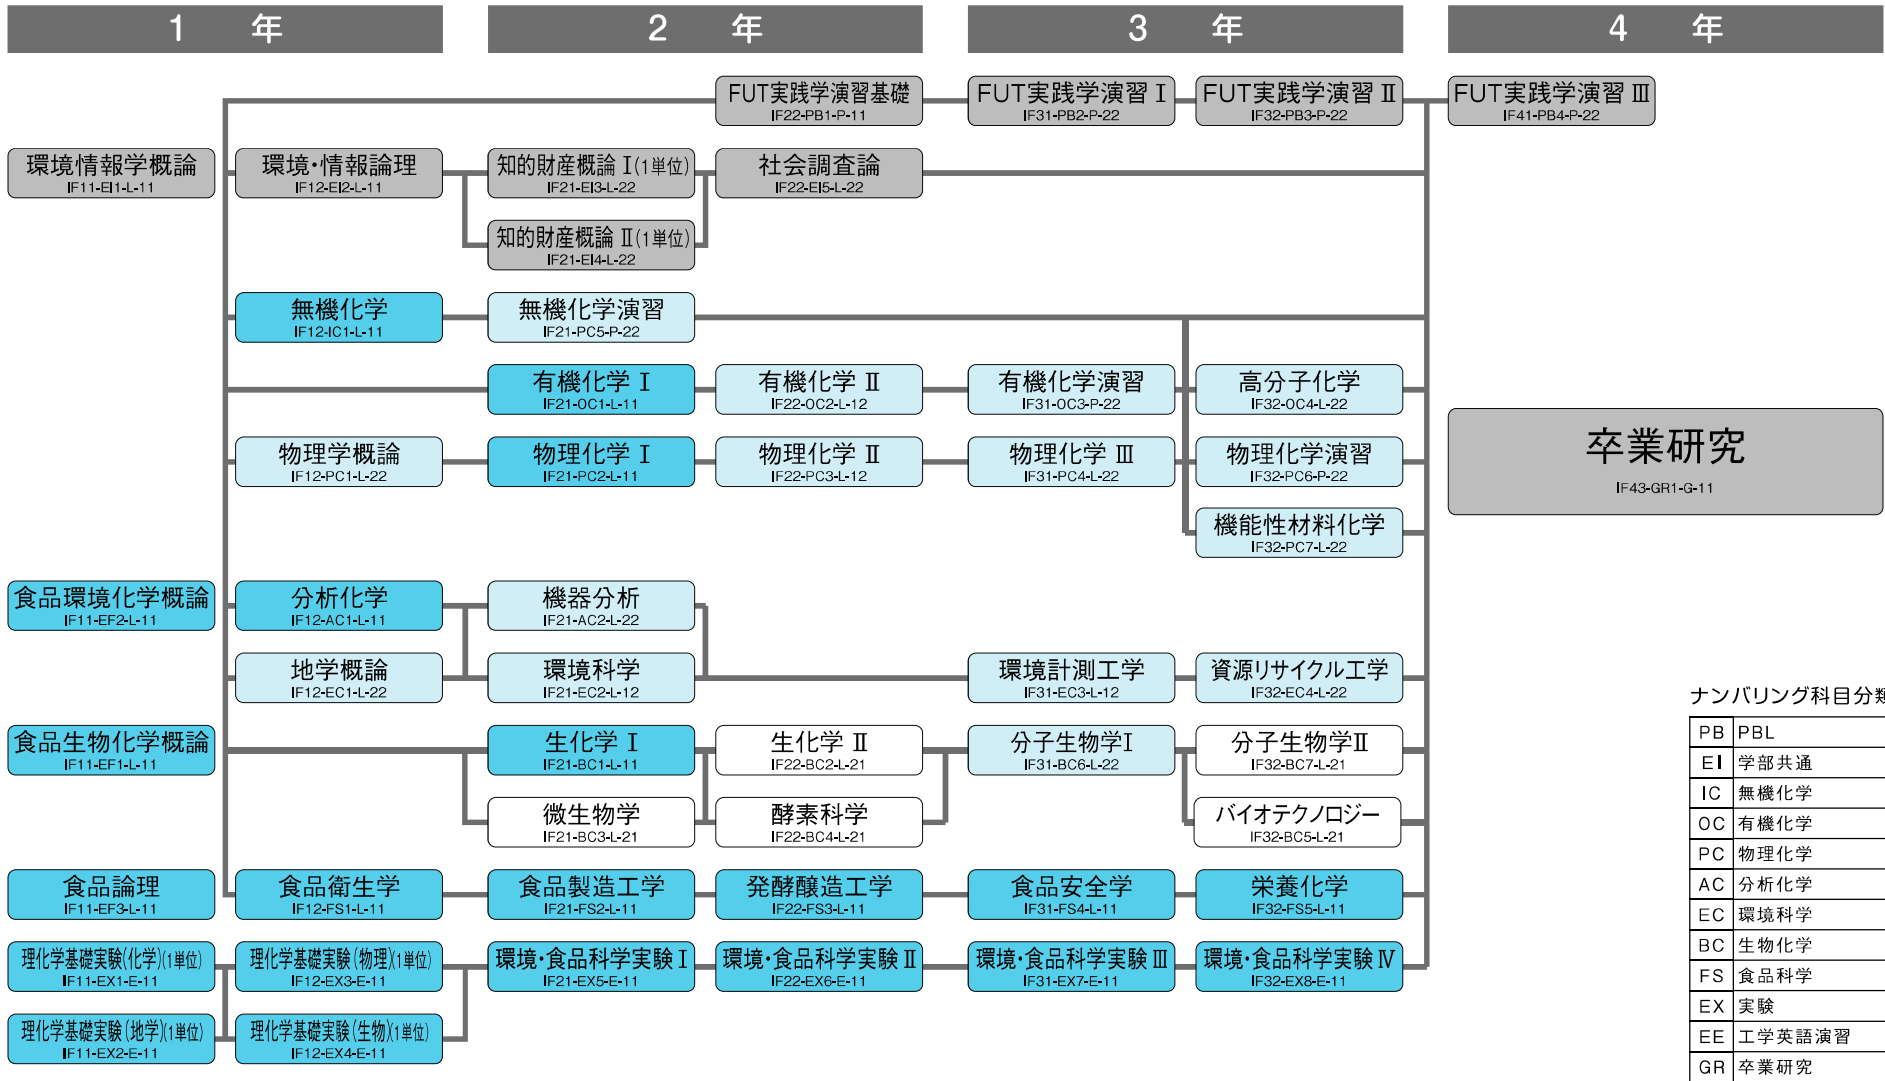 1 年
2 年
3 年
4 年
FUT実践学演習基礎
IF22-PB1-P-11
FUT実践学演習 Ⅰ
IF31-PB2-P-22
FUT実践学演習 Ⅱ
IF32-PB3-P-22
FUT実践学演習 Ⅲ
IF41-PB4-P-22
環境情報学概論
IF11-EI1-L-11
環境・情報論理
IF12-EI2-L-11
知的財産概論 Ⅰ(1単位)
IF21-EI3-L-22
社会調査論
IF22-EI5-L-22
知的財産概論 Ⅱ(1単位)
IF21-EI4-L-22
無機化学
IF12-IC1-L-11
無機化学演習
IF21-PC5-P-22
有機化学 Ⅰ
IF21-OC1-L-11
有機化学 Ⅱ
IF22-OC2-L-12
有機化学演習
IF31-OC3-P-22
高分子化学
IF32-OC4-L-22
物理学概論
IF12-PC1-L-22
物理化学 Ⅰ
IF21-PC2-L-11
物理化学 Ⅱ
IF22-PC3-L-12
物理化学 Ⅲ
IF31-PC4-L-22
物理化学演習
IF32-PC6-P-22
卒業研究
IF43-GR1-G-11
機能性材料化学
IF32-PC7-L-22
食品環境化学概論
IF11-EF2-L-11
分析化学
IF12-AC1-L-11
機器分析
IF21-AC2-L-22
地学概論
IF12-EC1-L-22
環境科学
IF21-EC2-L-12
環境計測工学
IF31-EC3-L-12
資源リサイクル工学
IF32-EC4-L-22
食品生物化学概論
IF11-EF1-L-11
生化学 Ⅰ
IF21-BC1-L-11
生化学 Ⅱ
IF22-BC2-L-21
分子生物学Ⅰ
IF31-BC6-L-22
分子生物学Ⅱ
IF32-BC7-L-21
微生物学
IF21-BC3-L-21
酵素科学
IF22-BC4-L-21
バイオテクノロジー
IF32-BC5-L-21
食品論理
IF11-EF3-L-11
食品衛生学
IF12-FS1-L-11
食品製造工学
IF21-FS2-L-11
発酵醸造工学
IF22-FS3-L-11
食品安全学
IF31-FS4-L-11
栄養化学
IF32-FS5-L-11
理化学基礎実験(化学)(1単位)
IF11-EX1-E-11
理化学基礎実験(物理)(1単位)
IF12-EX3-E-11
環境・食品科学実験 Ⅰ
IF21-EX5-E-11
環境・食品科学実験 Ⅱ
IF22-EX6-E-11
環境・食品科学実験 Ⅲ
IF31-EX7-E-11
環境・食品科学実験 Ⅳ
IF32-EX8-E-11
理化学基礎実験(地学)(1単位)
IF11-EX2-E-11
理化学基礎実験(生物)(1単位)
IF12-EX4-E-11
ナンバリング科目分類
PB PBL
EI 学部共通
IC 無機化学
OC 有機化学
PC 物理化学
AC 分析化学
EC 環境科学
BC 生物化学
FS 食品科学
EX 実験
EE 工学英語演習
GR 卒業研究